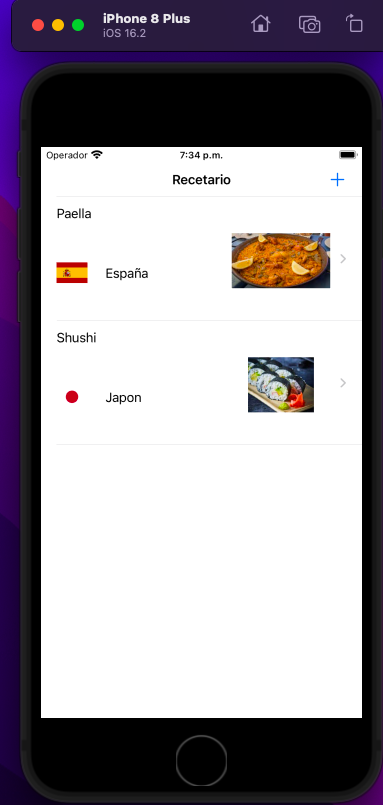 iPhone 8 Plus
iOS 16.2
Operador 7:34 p.m.
Recetario
Paella
España
Shushi
Japon